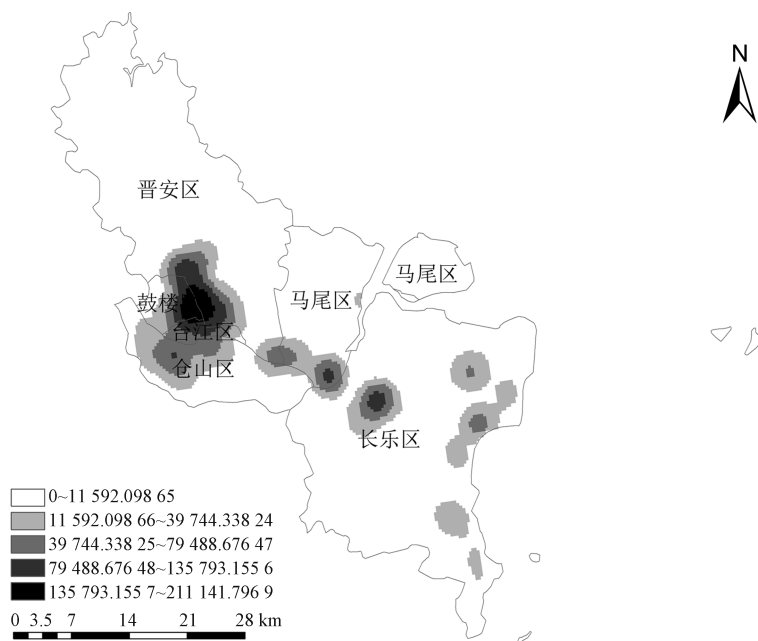 N
晋安区
马尾区
马尾区
鼓楼
台江区
仓山区
长乐区
0~11 592.098 65
11 592.098 66~39 744.338 24
39 744.338 25~79 488.676 47
79 488.676 48~135 793.155 6
135 793.155 7~211 141.796 9
0 3.5 7 14 21 28 km